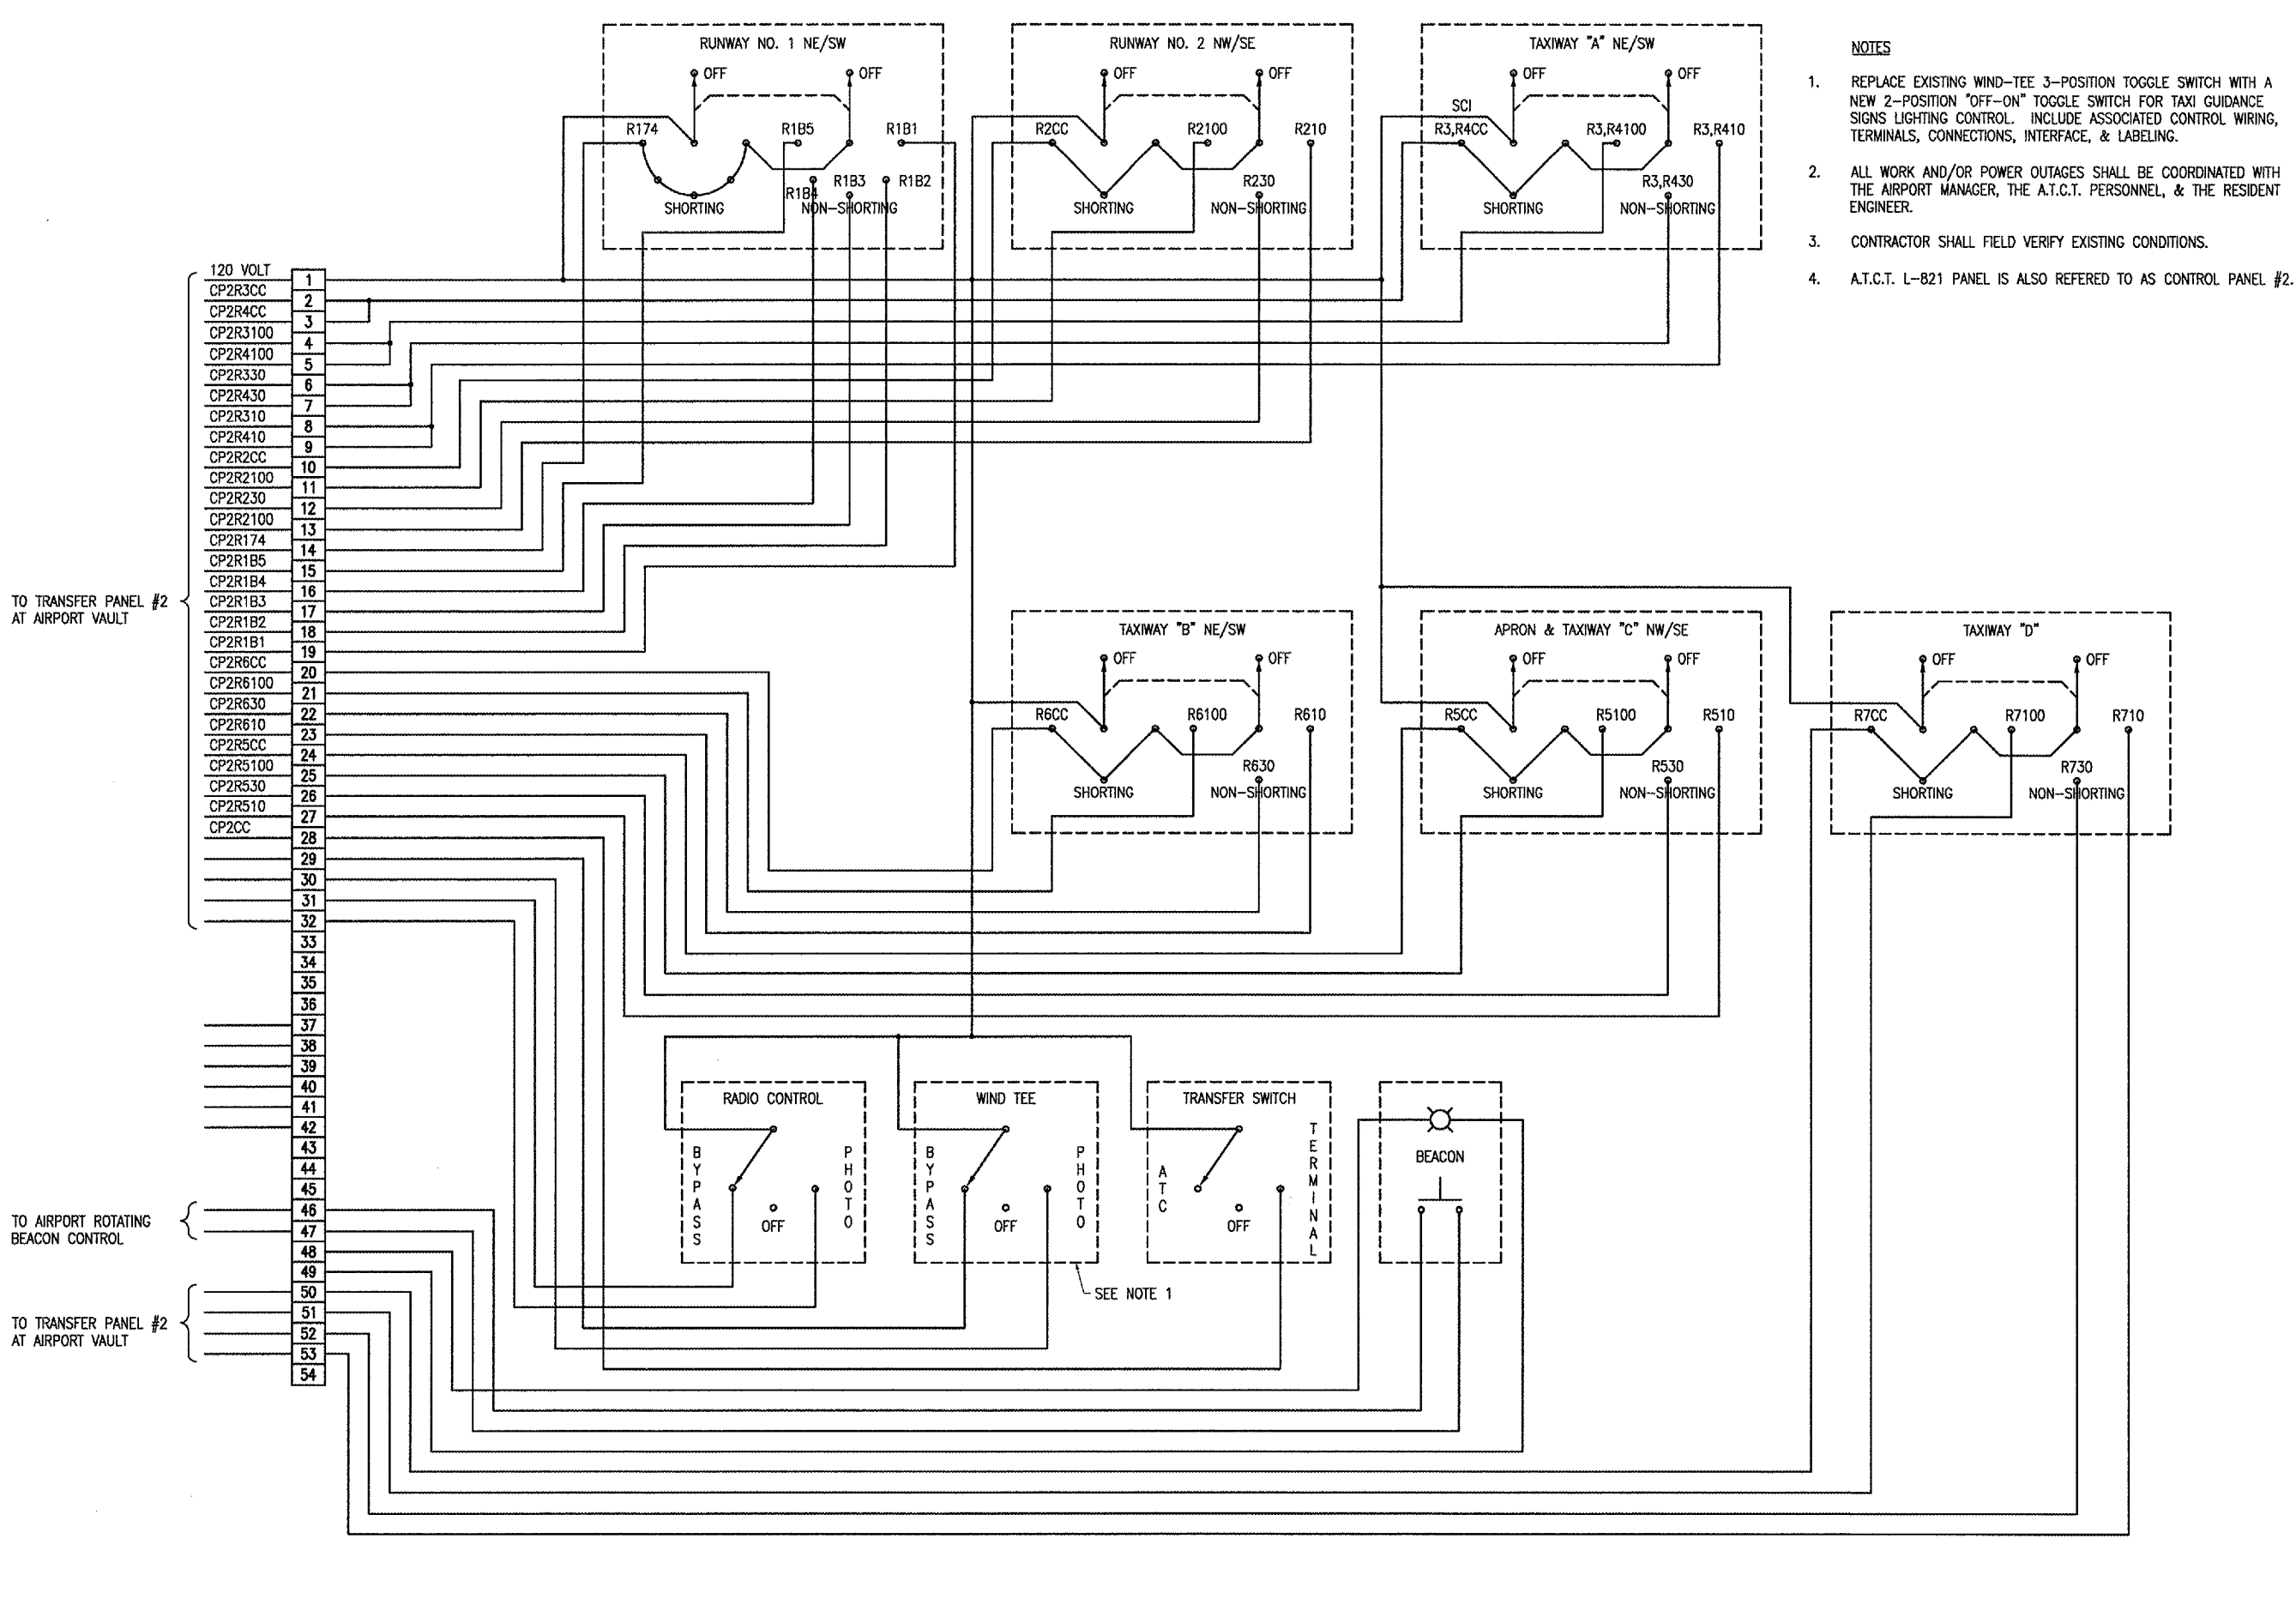 RUNWAY NO. 1 NE/SW
OFF
OFF
R174
R1B5
R1B1
R1B4
R1B3
R1B2
SHORTING
NON-SHORTING
RUNWAY NO. 2 NW/SE
OFF
OFF
R2CC
R2100
R210
R230
SHORTING
NON-SHORTING
TAXIWAY "A" NE/SW
OFF
OFF
SCI
R3,R4CC
R3,R4100
R3,R410
R3,R430
SHORTING
NON-SHORTING
NOTES
1. REPLACE EXISTING WIND-TEE 3-POSITION TOGGLE SWITCH WITH A
NEW 2-POSITION "OFF-ON" TOGGLE SWITCH FOR TAXI GUIDANCE
SIGNS LIGHTING CONTROL. INCLUDE ASSOCIATED CONTROL WIRING,
TERMINALS, CONNECTIONS, INTERFACE, & LABELING.
2. ALL WORK AND/OR POWER OUTAGES SHALL BE COORDINATED WITH
THE AIRPORT MANAGER, THE A.T.C.T. PERSONNEL, & THE RESIDENT
ENGINEER.
3. CONTRACTOR SHALL FIELD VERIFY EXISTING CONDITIONS.
4. A.T.C.T. L-821 PANEL IS ALSO REFERED TO AS CONTROL PANEL #2.
120 VOLT 1
CP2R3CC 2
CP2R4CC 3
CP2R3100 4
CP2R4100 5
CP2R330 6
CP2R430 7
CP2R310 8
CP2R410 9
CP2R2CC 10
CP2R2100 11
CP2R230 12
CP2R2100 13
CP2R174 14
CP2R1B5 15
CP2R1B4 16
CP2R1B3 17
CP2R1B2 18
CP2R1B1 19
CP2R6CC 20
CP2R6100 21
CP2R630 22
CP2R610 23
CP2R5CC 24
CP2R5100 25
CP2R530 26
CP2R510 27
CP2CC 28
29
30
31
32
33
34
35
36
37
38
39
40
41
42
43
44
45
46
47
48
49
50
51
52
53
54
TO TRANSFER PANEL #2
AT AIRPORT VAULT
TO AIRPORT ROTATING
BEACON CONTROL
TO TRANSFER PANEL #2
AT AIRPORT VAULT
TAXIWAY "B" NE/SW
OFF
OFF
R6CC
R6100
R610
R630
SHORTING
NON-SHORTING
APRON & TAXIWAY "C" NW/SE
OFF
OFF
R5CC
R5100
R510
R530
SHORTING
NON-SHORTING
TAXIWAY "D"
OFF
OFF
R7CC
R7100
R710
R730
SHORTING
NON-SHORTING
RADIO CONTROL
BYPASS
PHOTO
OFF
WIND TEE
BYPASS
PHOTO
OFF
SEE NOTE 1
TRANSFER SWITCH
ATC
TERMINAL
OFF
BEACON